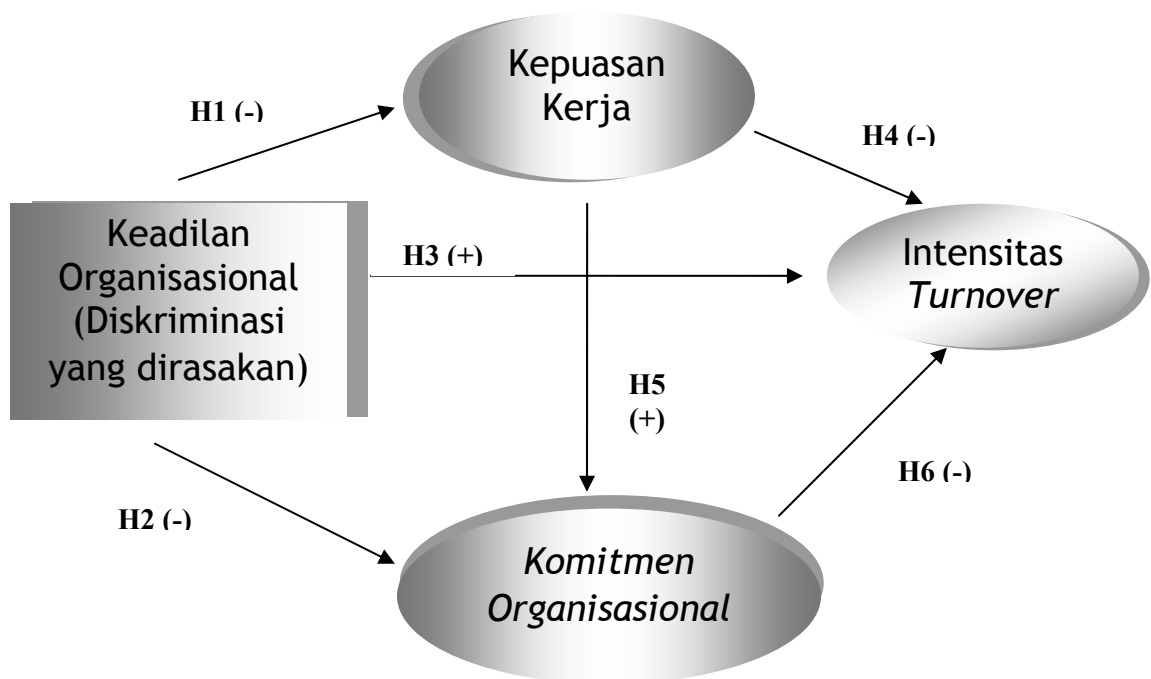 Kepuasan
Kerja
H1 (-)
H4 (-)
Keadilan
Organisasional
(Diskriminasi
yang dirasakan)
H3 (+)
Intensitas
Turnover
H5
(+)
H6 (-)
H2 (-)
Komitmen
Organisasional